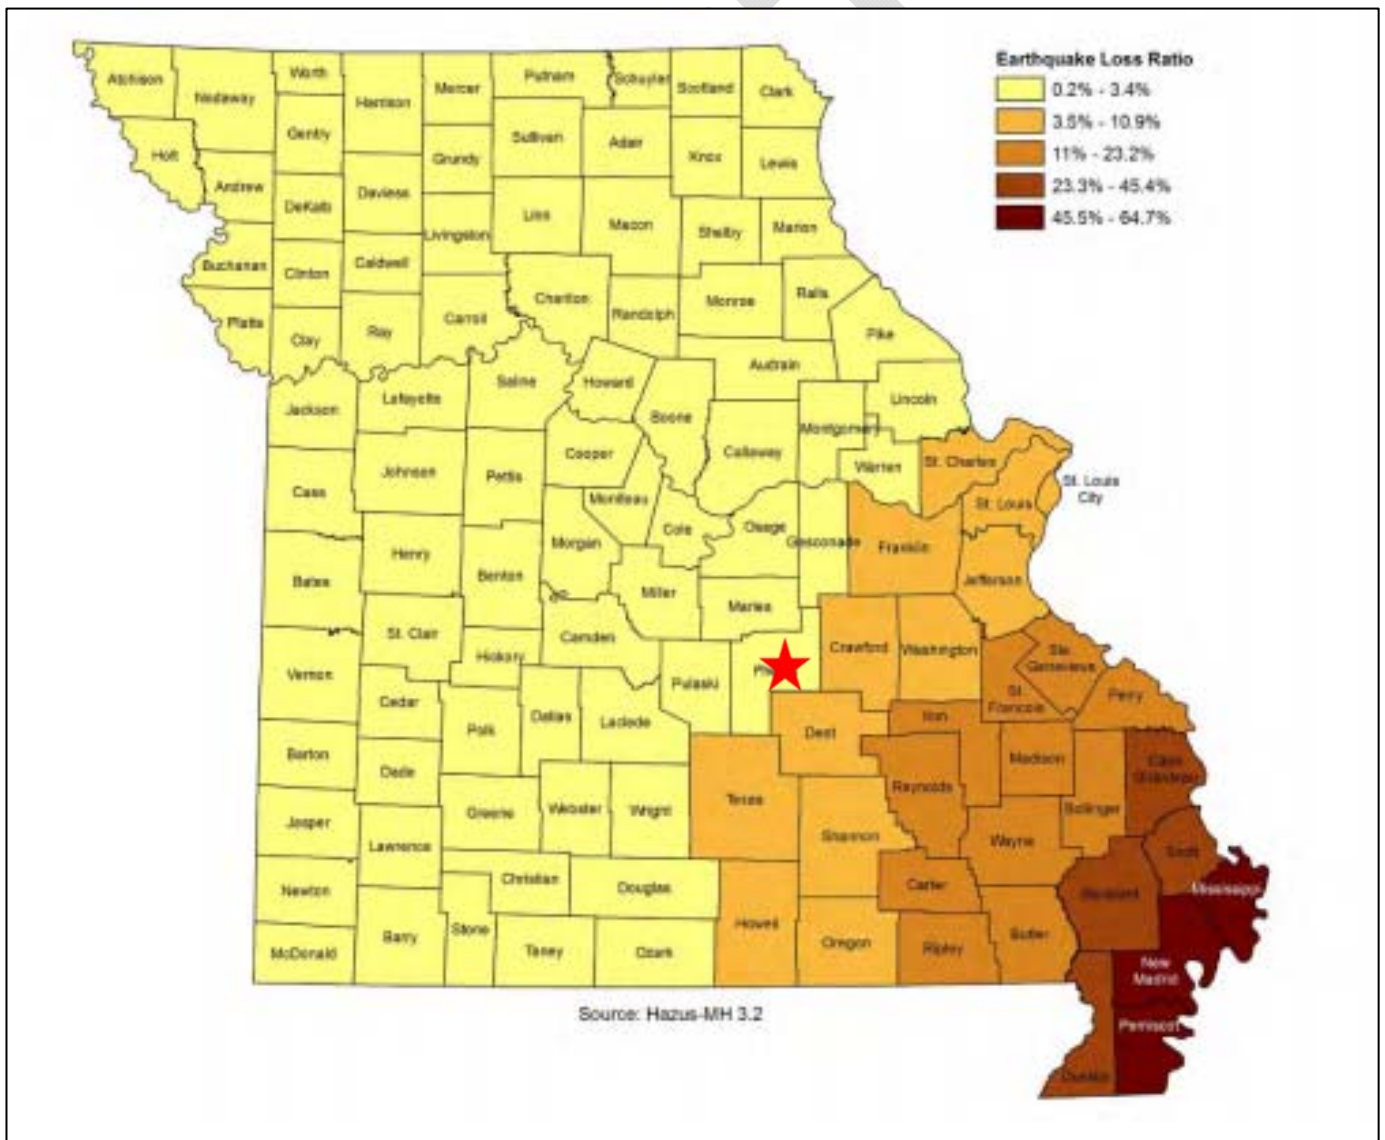 Earthquake Loss Ratio
0.2% - 3.4%
3.5% - 10.9%
11% - 23.2%
23.3% - 45.4%
45.5% - 64.7%
Atchison
Nodaway
Worth
Harrison
Mercer
Putnam
Schuyler
Scotland
Clark
Gentry
Sullivan
Adair
Knox
Lewis
Holt
Andrew
DeKalb
Daviess
Grundy
Linn
Macon
Shelby
Marion
Livingston
Buchanan
Clinton
Caldwell
Chariton
Randolph
Monroe
Ralls
Platte
Clay
Ray
Carroll
Pike
Audrain
Saline
Howard
Boone
Lincoln
Jackson
Lafayette
Callaway
Montgomery
Warren
St. Charles
St. Louis
City
St. Louis
Cass
Johnson
Pettis
Cooper
Moniteau
Cole
Osage
Gasconade
Franklin
Jefferson
Morgan
Bates
Henry
Benton
Miller
Maries
Vernon
St. Clair
Hickory
Camden
Pulaski
Crawford
Washington
Ste.
Genevieve
St.
Francois
Perry
Cedar
Polk
Dallas
Laclede
Dent
Iron
Madison
Cape
Girardeau
Barton
Dade
Greene
Webster
Wright
Texas
Shannon
Reynolds
Wayne
Bollinger
Scott
Jasper
Lawrence
Christian
Douglas
Carter
Stoddard
Mississippi
Newton
Stone
Howell
Oregon
Ripley
Butler
McDonald
Barry
Taney
Ozark
New
Madrid
Pemiscot
Dunklin
Source: Hazus-MH 3.2